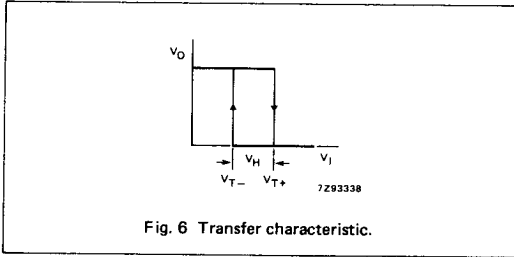 VO
VH
VI
VT−
VT+
7Z93338
Fig. 6 Transfer characteristic.